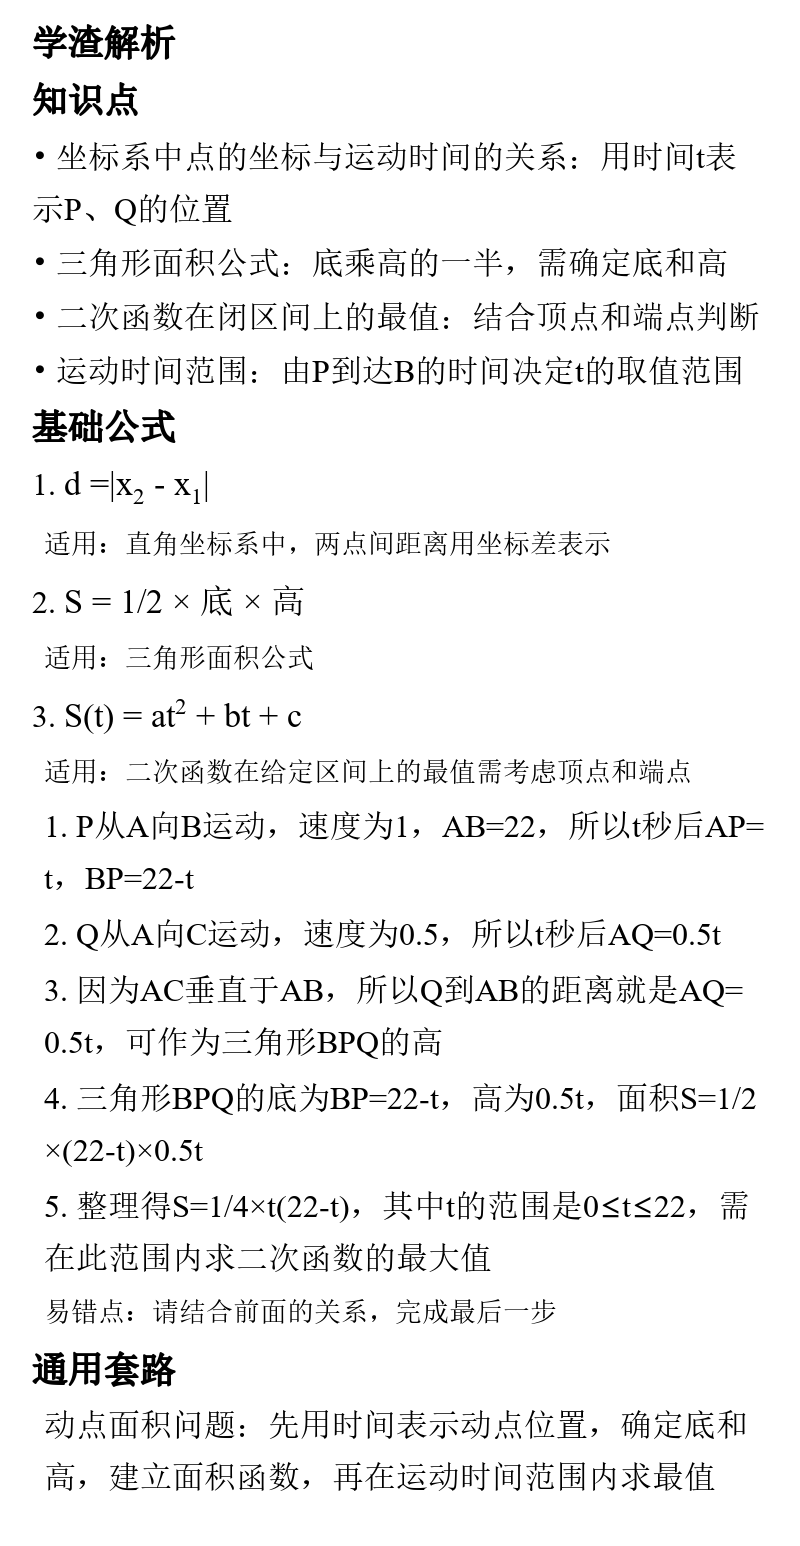 学渣解析
知识点
• 坐标系中点的坐标与运动时间的关系：用时间t表
示P、Q的位置
• 三角形面积公式：底乘高的一半，需确定底和高
• 二次函数在闭区间上的最值：结合顶点和端点判断
• 运动时间范围：由P到达B的时间决定t的取值范围
基础公式
1. d =|x₂ - x₁|
适用：直角坐标系中，两点间距离用坐标差表示
2. S = 1/2 × 底 × 高
适用：三角形面积公式
3. S(t) = at² + bt + c
适用：二次函数在给定区间上的最值需考虑顶点和端点
1. P从A向B运动，速度为1，AB=22，所以t秒后AP=
t，BP=22-t
2. Q从A向C运动，速度为0.5，所以t秒后AQ=0.5t
3. 因为AC垂直于AB，所以Q到AB的距离就是AQ=
0.5t，可作为三角形BPQ的高
4. 三角形BPQ的底为BP=22-t，高为0.5t，面积S=1/2
×(22-t)×0.5t
5. 整理得S=1/4×t(22-t)，其中t的范围是0≤t≤22，需
在此范围内求二次函数的最大值
易错点：请结合前面的关系，完成最后一步
通用套路
动点面积问题：先用时间表示动点位置，确定底和
高，建立面积函数，再在运动时间范围内求最值